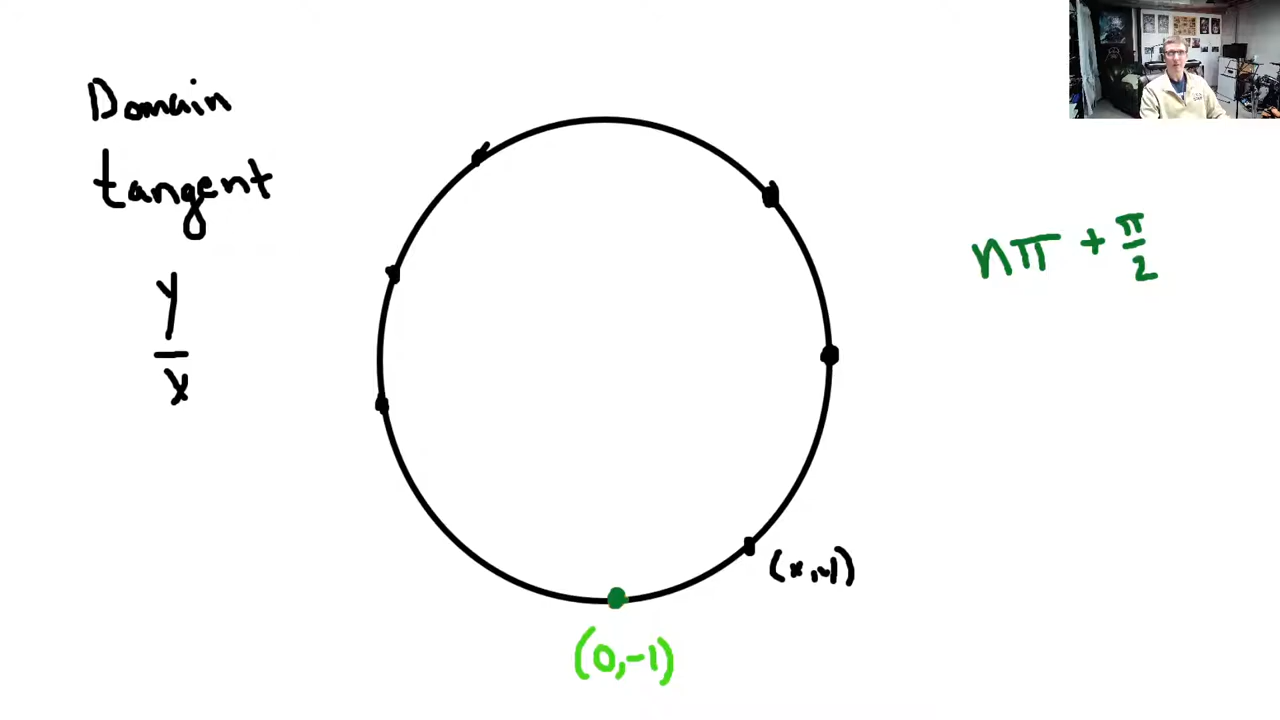 Domain
tangent
y
x
nπ + π
2
(x,y)
(0,-1)